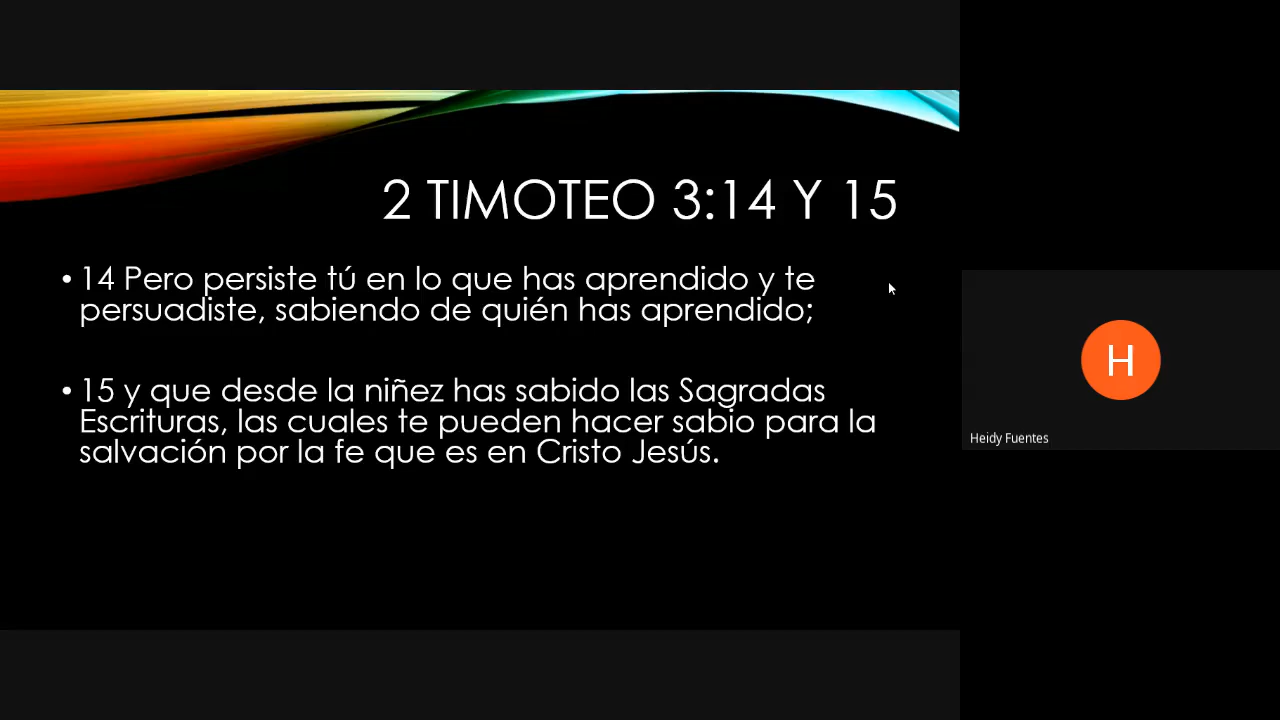 2 TIMOTEO 3:14 Y 15
• 14 Pero persiste tú en lo que has aprendido y te
persuadiste, sabiendo de quién has aprendido;
• 15 y que desde la niñez has sabido las Sagradas
Escrituras, las cuales te pueden hacer sabio para la
salvación por la fe que es en Cristo Jesús.
H
Heidy Fuentes